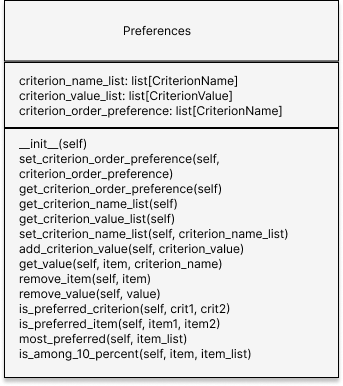 Preferences
criterion_name_list: list[CriterionName]
criterion_value_list: list[CriterionValue]
criterion_order_preference: list[CriterionName]
__init__(self)
set_criterion_order_preference(self,
criterion_order_preference)
get_criterion_order_preference(self)
get_criterion_name_list(self)
get_criterion_value_list(self)
set_criterion_name_list(self, criterion_name_list)
add_criterion_value(self, criterion_value)
get_value(self, item, criterion_name)
remove_item(self, item)
remove_value(self, value)
is_preferred_criterion(self, crit1, crit2)
is_preferred_item(self, item1, item2)
most_preferred(self, item_list)
is_among_10_percent(self, item, item_list)